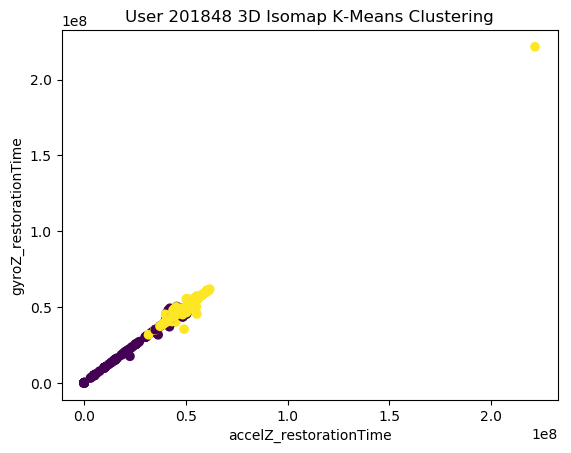 User 201848 3D Isomap K-Means Clustering
1e8
2.0
1.5
1.0
0.5
0.0
gyroZ_restorationTime
0.0
0.5
1.0
1.5
2.0
accelZ_restorationTime
1e8